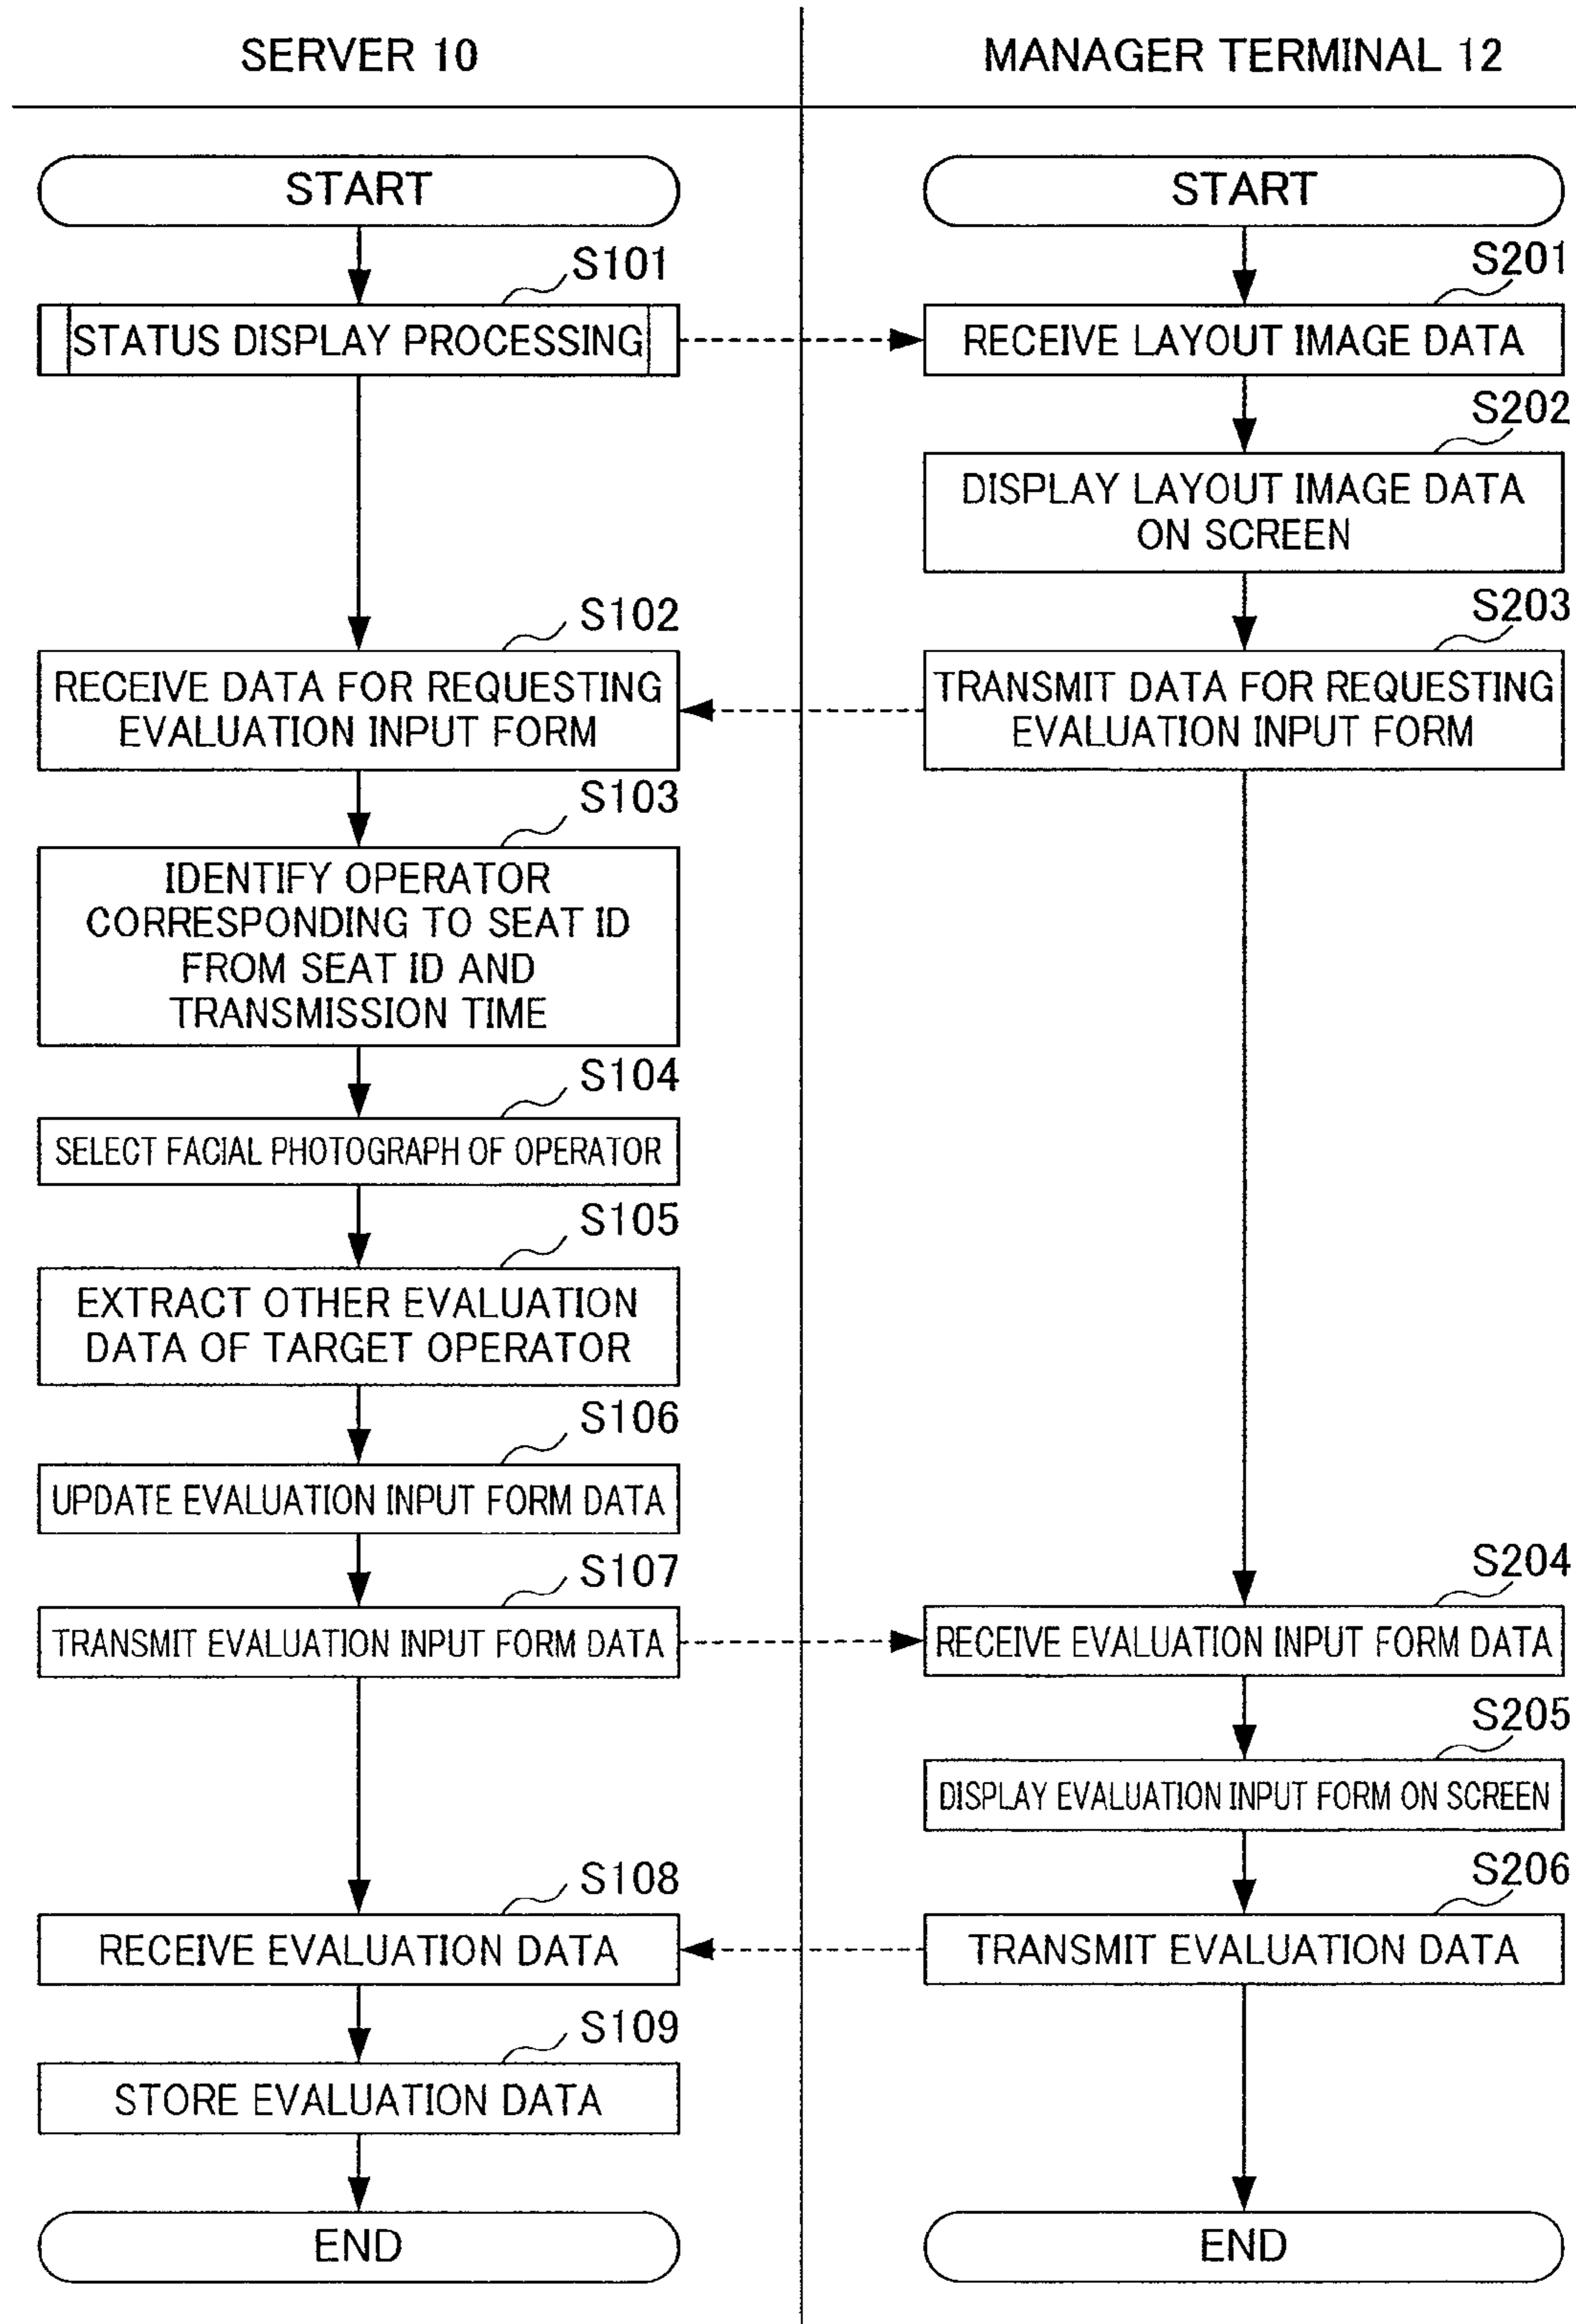 SERVER 10
START
S101
STATUS DISPLAY PROCESSING
S102
RECEIVE DATA FOR REQUESTING
EVALUATION INPUT FORM
S103
IDENTIFY OPERATOR
CORRESPONDING TO SEAT ID
FROM SEAT ID AND
TRANSMISSION TIME
S104
SELECT FACIAL PHOTOGRAPH OF OPERATOR
S105
EXTRACT OTHER EVALUATION
DATA OF TARGET OPERATOR
S106
UPDATE EVALUATION INPUT FORM DATA
S107
TRANSMIT EVALUATION INPUT FORM DATA
S108
RECEIVE EVALUATION DATA
S109
STORE EVALUATION DATA
END
MANAGER TERMINAL 12
START
S201
RECEIVE LAYOUT IMAGE DATA
S202
DISPLAY LAYOUT IMAGE DATA
ON SCREEN
S203
TRANSMIT DATA FOR REQUESTING
EVALUATION INPUT FORM
S204
RECEIVE EVALUATION INPUT FORM DATA
S205
DISPLAY EVALUATION INPUT FORM ON SCREEN
S206
TRANSMIT EVALUATION DATA
END